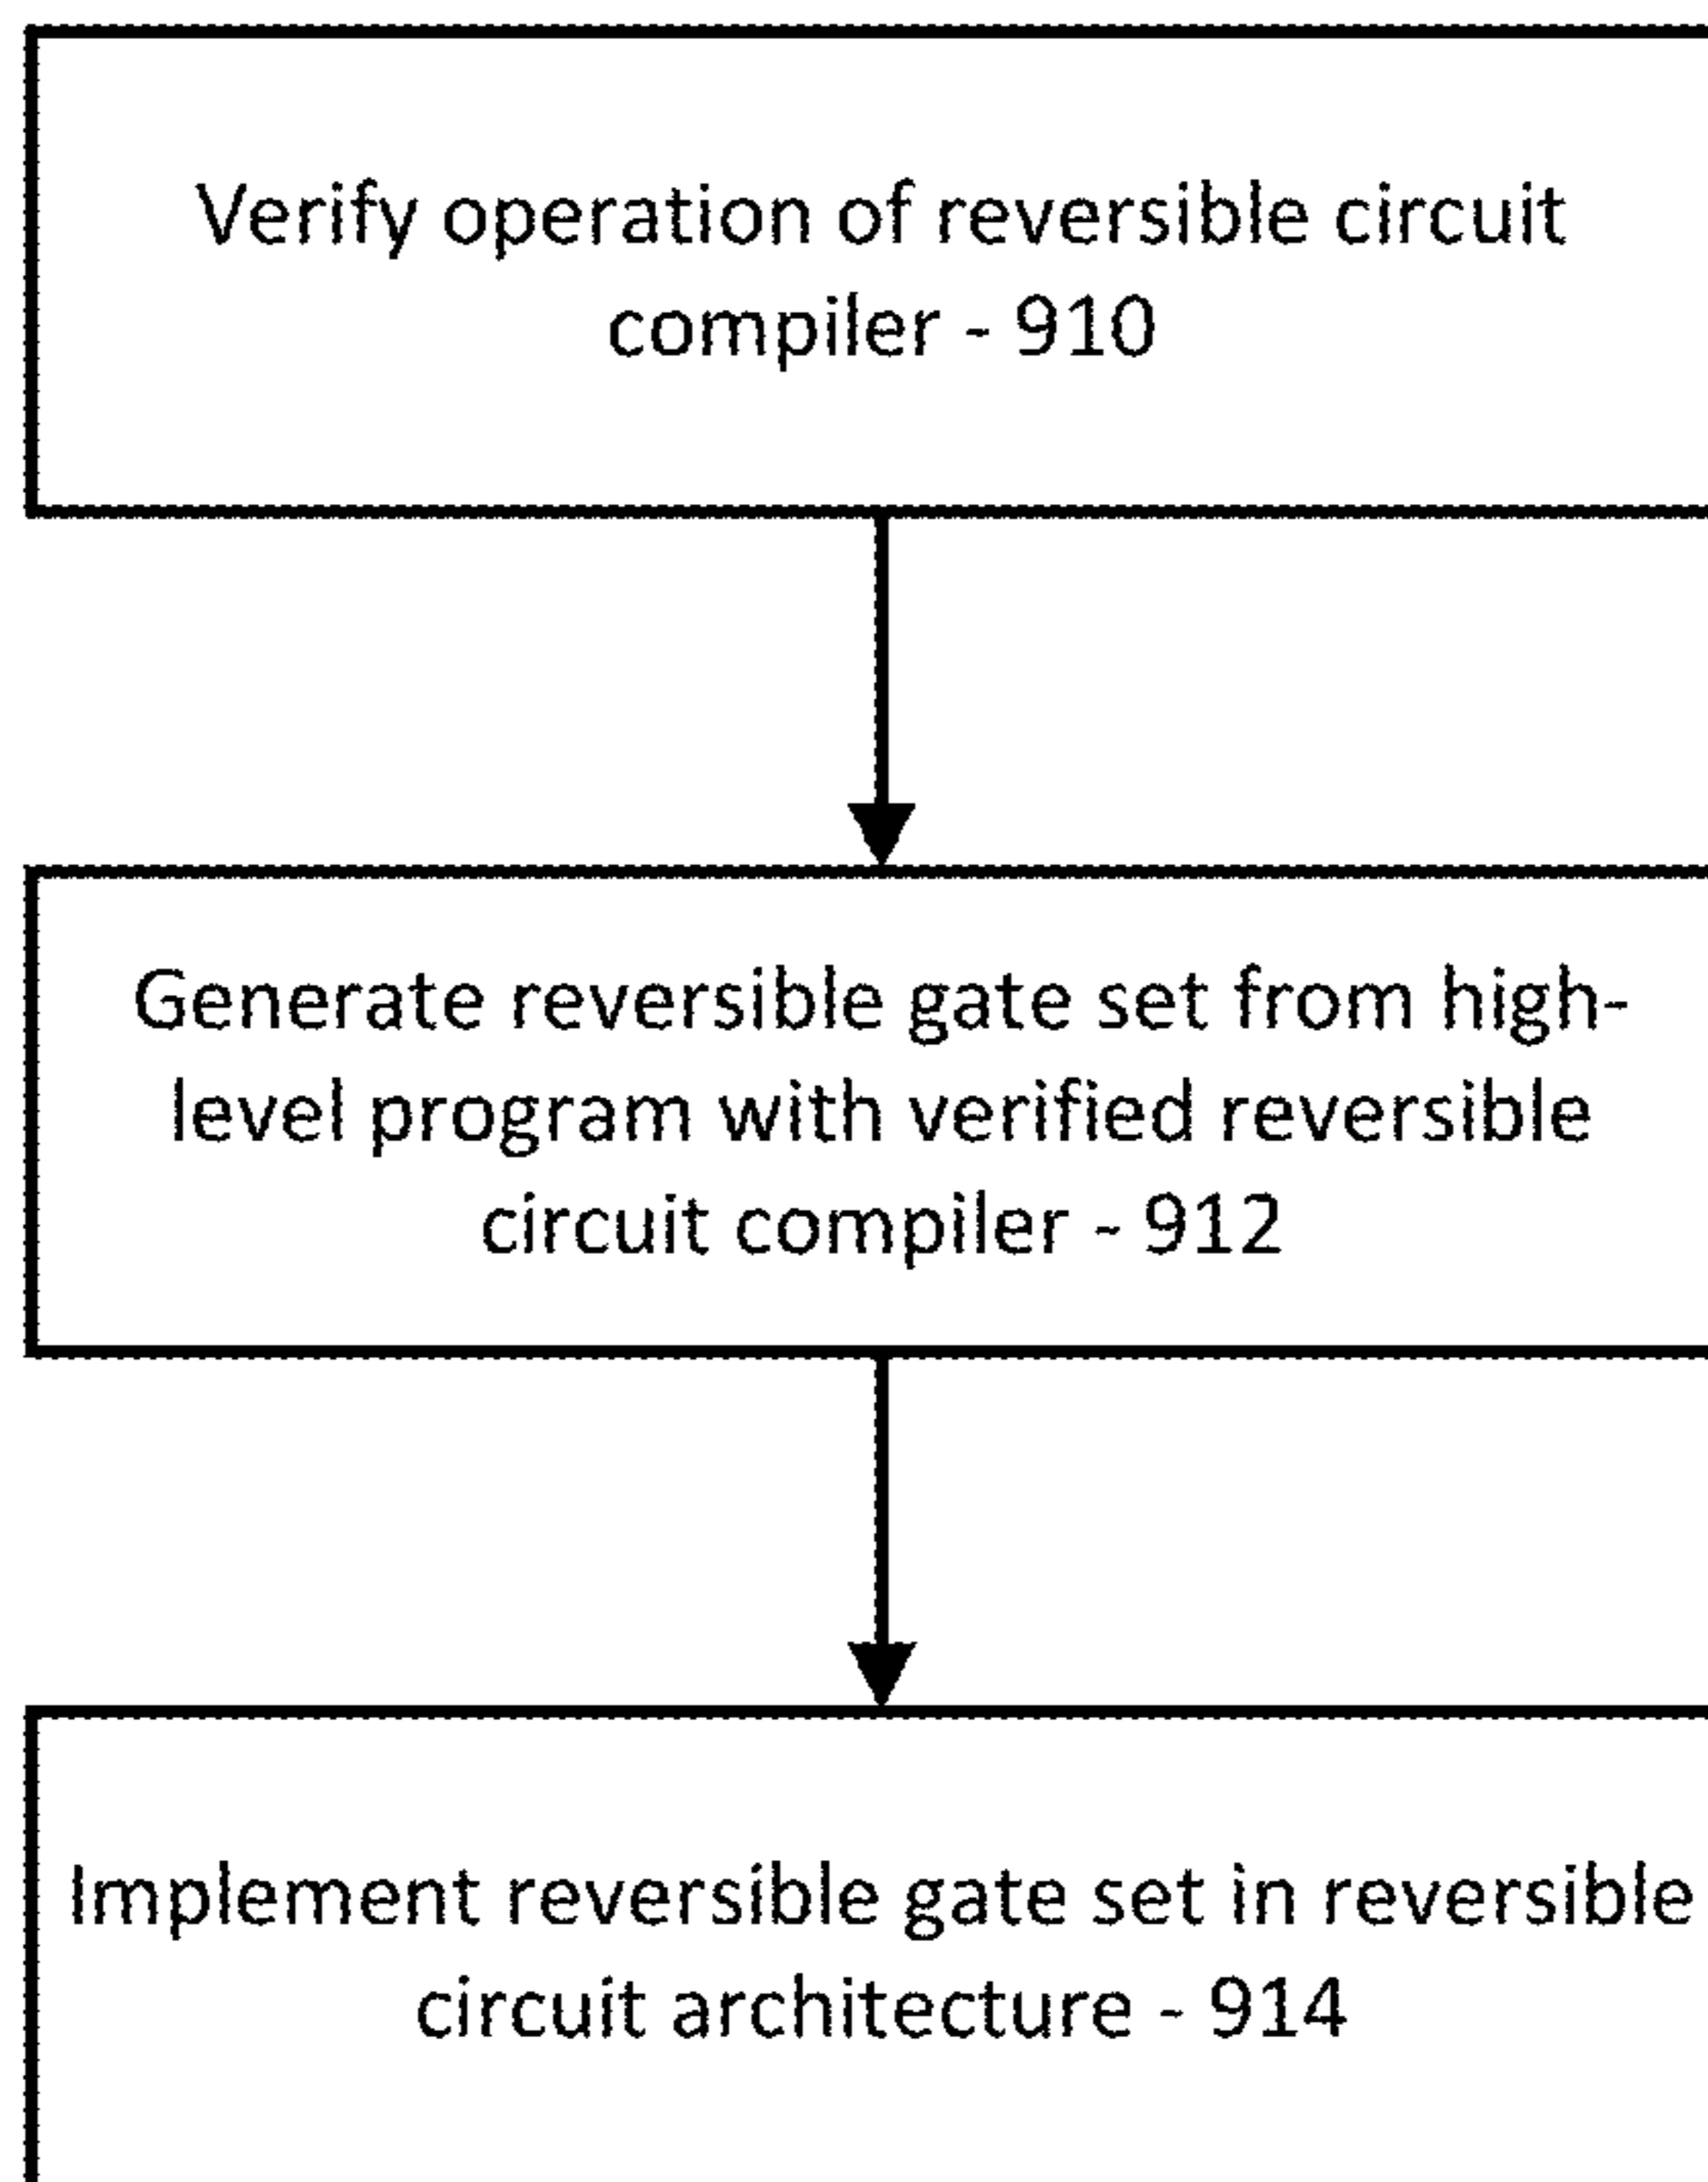 Verify operation of reversible circuit
compiler - 910
Generate reversible gate set from high-
level program with verified reversible
circuit compiler - 912
Implement reversible gate set in reversible
circuit architecture - 914